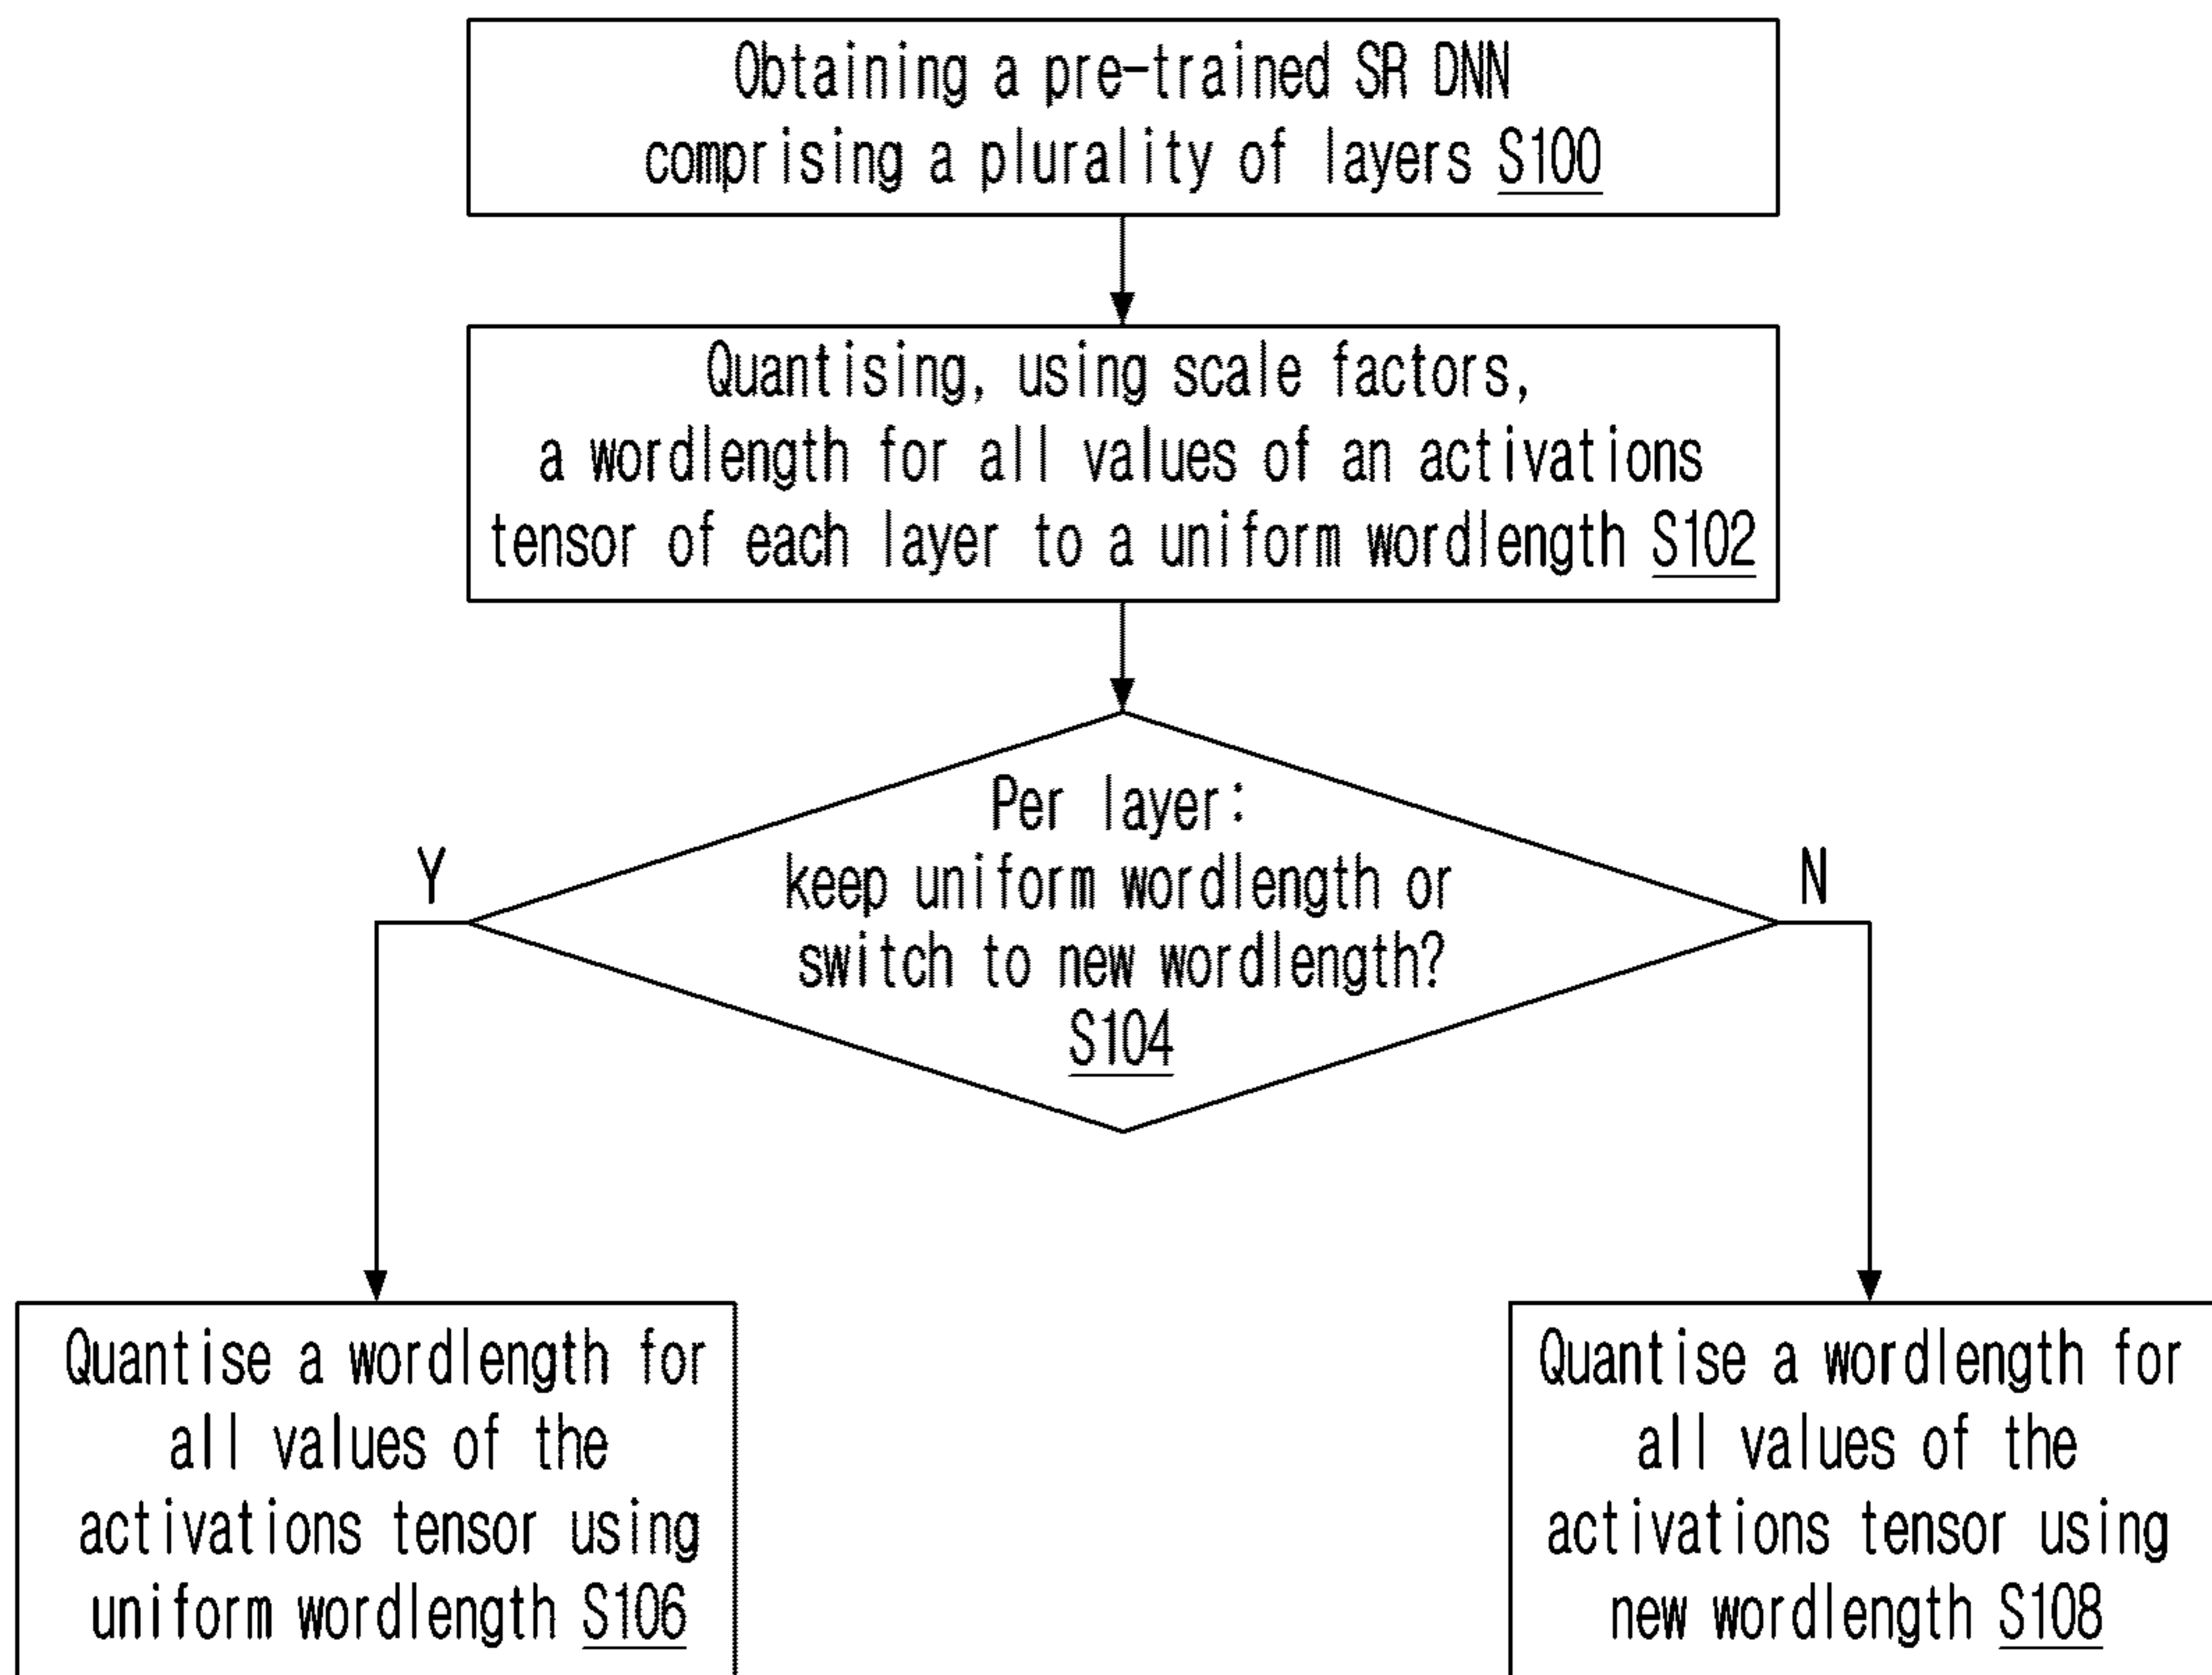 Obtaining a pre-trained SR DNN
comprising a plurality of layers S100
Quantising, using scale factors,
a wordlength for all values of an activations
tensor of each layer to a uniform wordlength S102
Per layer:
keep uniform wordlength or
switch to new wordlength?
S104
Y
N
Quantise a wordlength for
all values of the
activations tensor using
uniform wordlength S106
Quantise a wordlength for
all values of the
activations tensor using
new wordlength S108